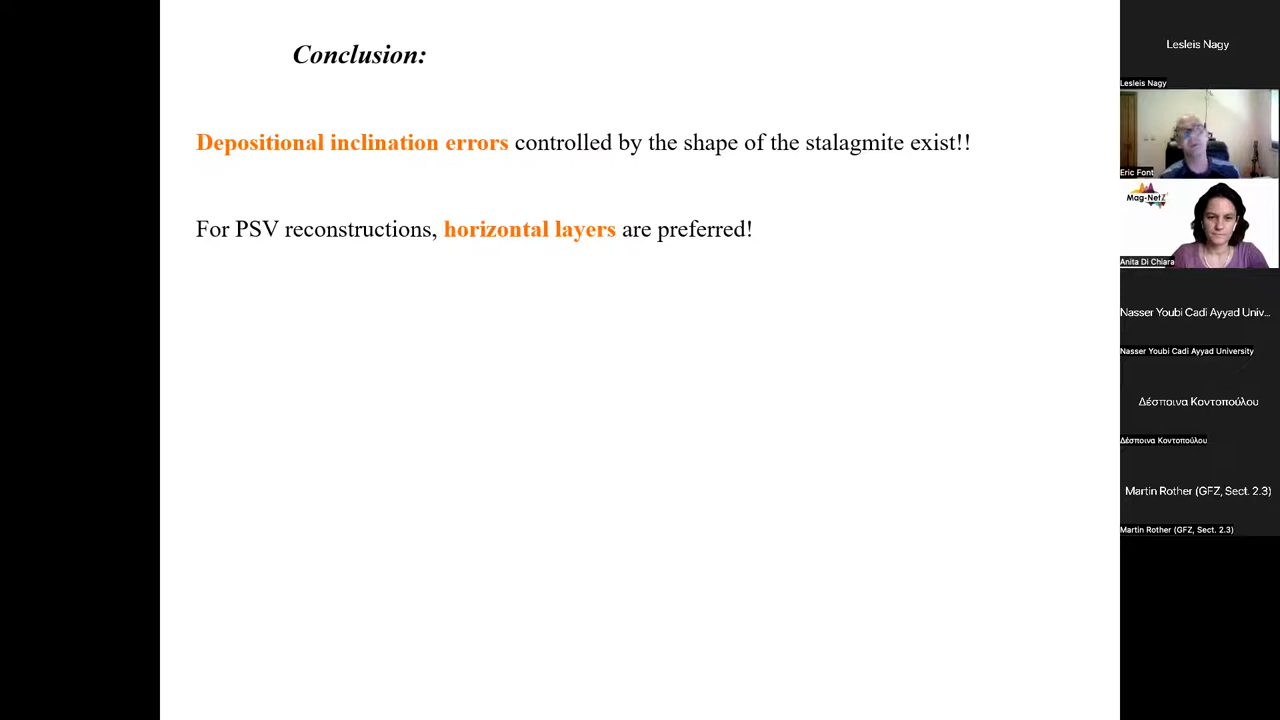 Conclusion:
Depositional inclination errors controlled by the shape of the stalagmite exist!!
For PSV reconstructions, horizontal layers are preferred!
Lesleis Nagy
Lesleis Nagy
Eric Font
Mag-NetZ
Anita Di Chiara
Nasser Youbi Cadi Ayyad Univ...
Nasser Youbi Cadi Ayyad University
Δέσποινα Κοντοπούλου
Δέσποινα Κοντοπούλου
Martin Rother (GFZ, Sect. 2.3)
Martin Rother (GFZ, Sect. 2.3)